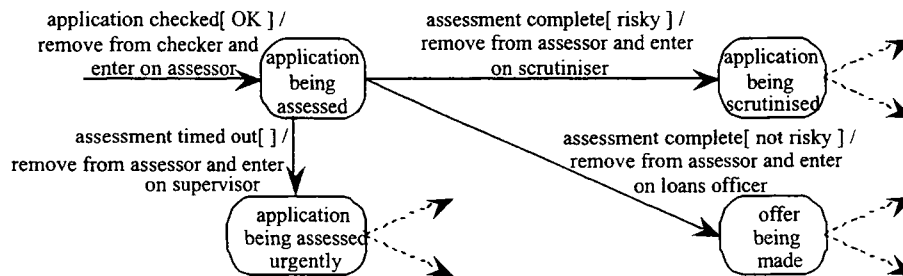 application checked[ OK ] /
remove from checker and
enter on assessor
application
being
assessed
assessment complete[ risky ] /
remove from assessor and enter
on scrutiniser
application
being
scrutinised
assessment timed out[ ] /
remove from assessor and enter
on supervisor
assessment complete[ not risky ] /
remove from assessor and enter
on loans officer
application
being assessed
urgently
offer
being
made